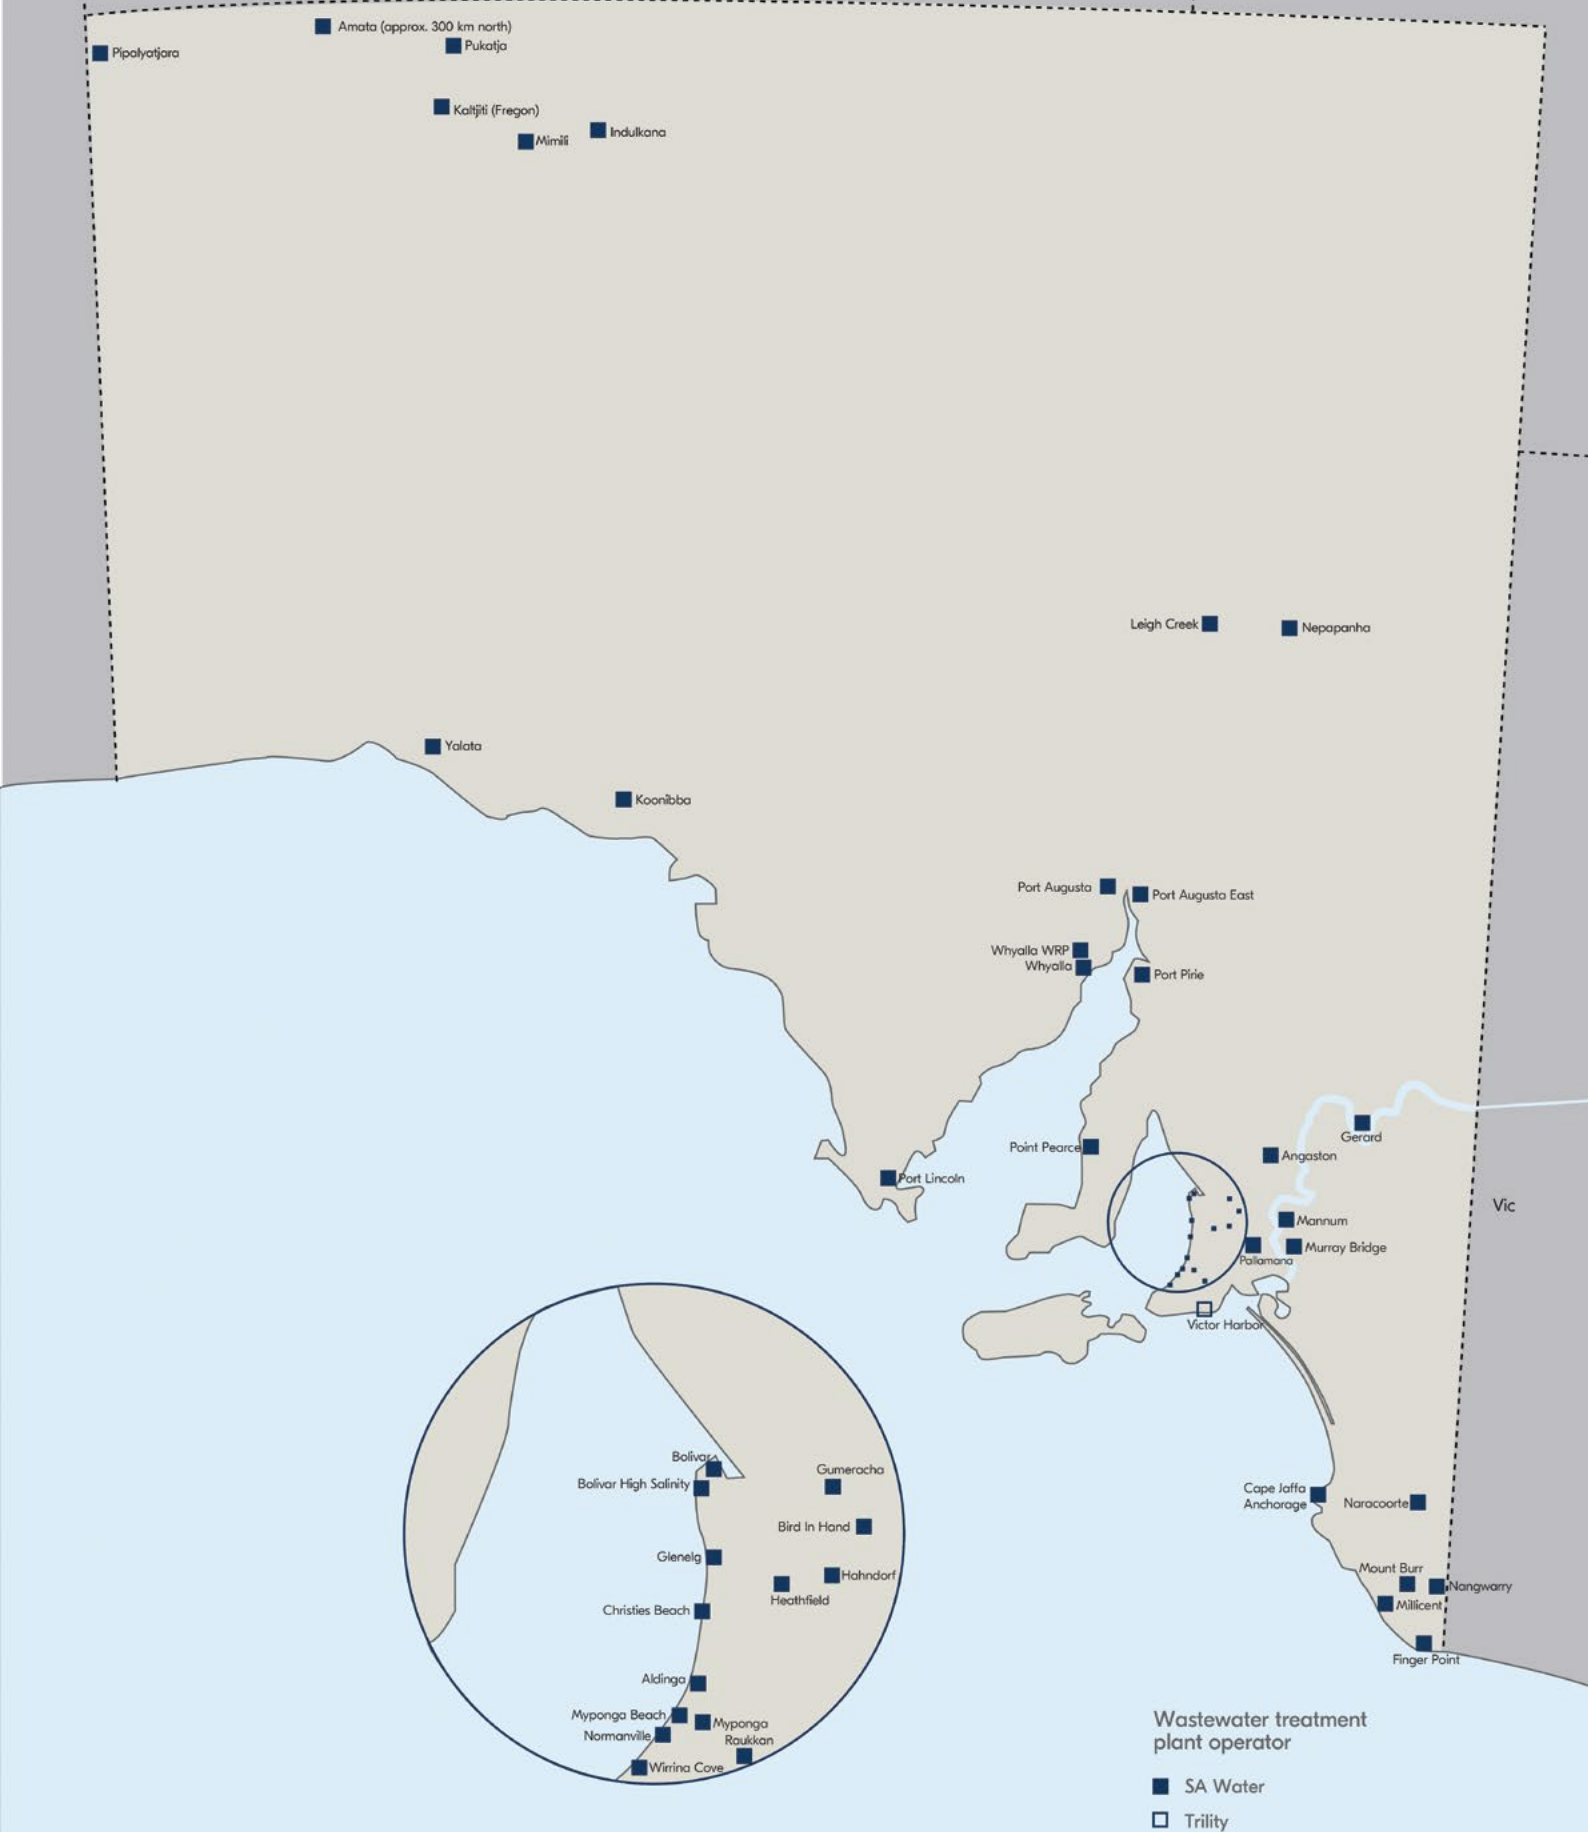 Amata (approx. 300 km north)
Pukatja
Pipalyatjara
Kaltjiti (Fregon)
Indulkana
Mimili
Leigh Creek
Nepapanha
Yalata
Koonibba
Port Augusta
Port Augusta East
Whyalla WRP
Whyalla
Port Pirie
Gerard
Point Pearce
Angaston
Port Lincoln
Vic
Mannum
Murray Bridge
Pallamana
Victor Harbor
Bolivar
Gumeracha
Bolivar High Salinity
Cape Jaffa
Anchorage
Naracoorte
Bird In Hand
Glenelg
Hahndorf
Heathfield
Mount Burr
Nangwarry
Christies Beach
Millicent
Finger Point
Aldinga
Myponga Beach
Myponga
Normanville
Raukkan
Wirrina Cove
Wastewater treatment
plant operator
SA Water
Trility